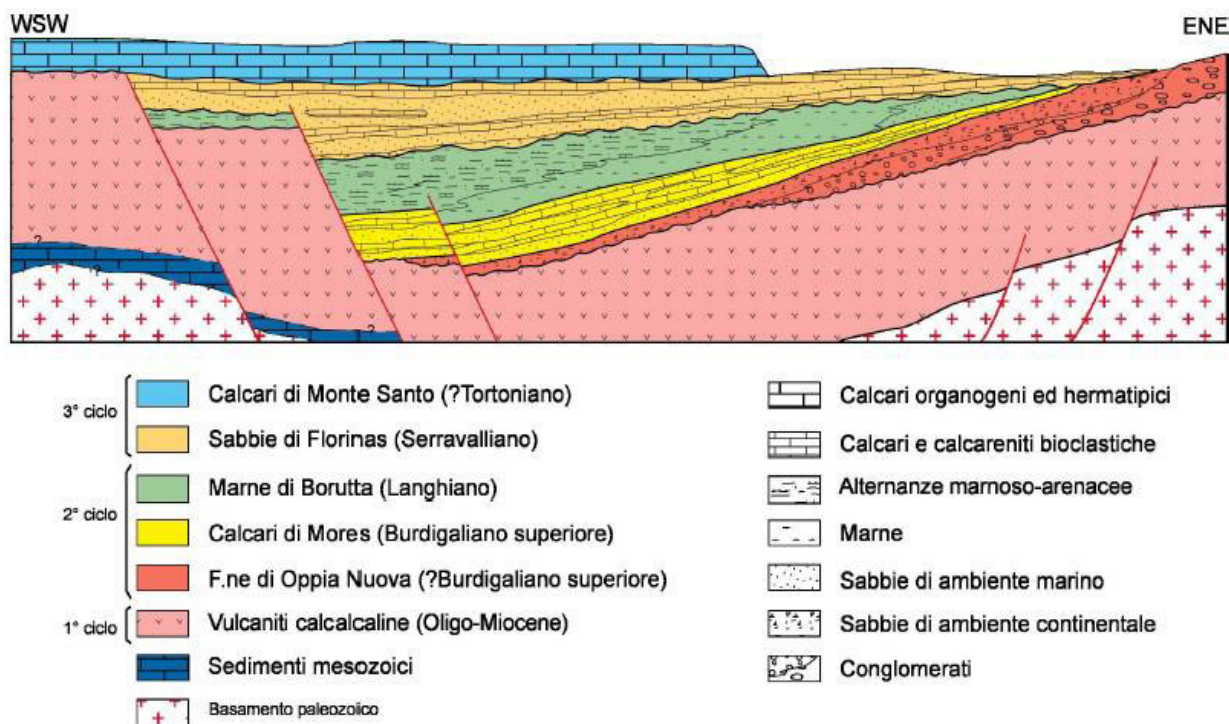 WSW
ENE
?
?
?
3° ciclo
Calcari di Monte Santo (?Tortoniano)
Sabbie di Florinas (Serravalliano)
2° ciclo
Marne di Borutta (Langhiano)
Calcari di Mores (Burdigaliano superiore)
F.ne di Oppia Nuova (?Burdigaliano superiore)
1° ciclo
Vulcaniti calcalcaline (Oligo-Miocene)
Sedimenti mesozoici
Basamento paleozoico
Calcari organogeni ed hermatipici
Calcari e calcareniti bioclastiche
Alternanze marnoso-arenacee
Marne
Sabbie di ambiente marino
Sabbie di ambiente continentale
Conglomerati